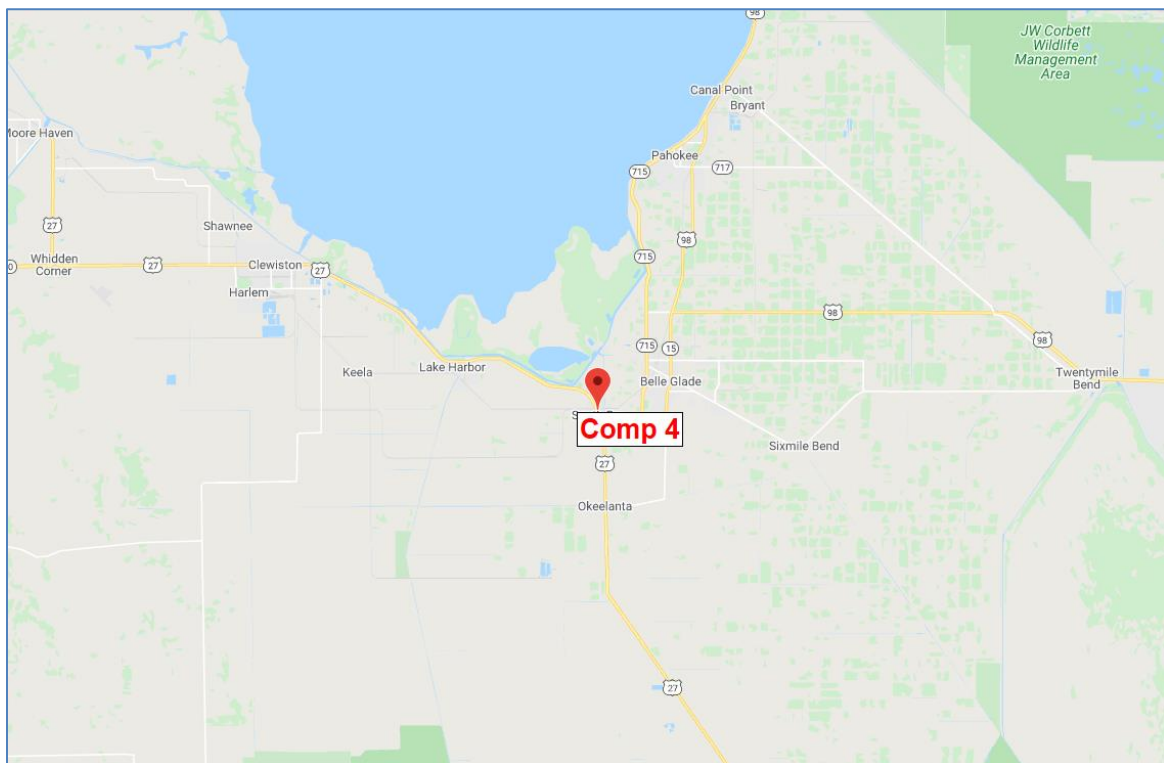 98
JW Corbett
Wildlife
Management
Area
Canal Point
Bryant
Moore Haven
Pahokee
715
717
27
Shawnee
98
715
Whidden
Corner
27
Clewiston
27
Harlem
98
98
715
15
Keela
Lake Harbor
Belle Glade
Twentymile
Bend
Comp 4
Sixmile Bend
27
Okeelanta
27